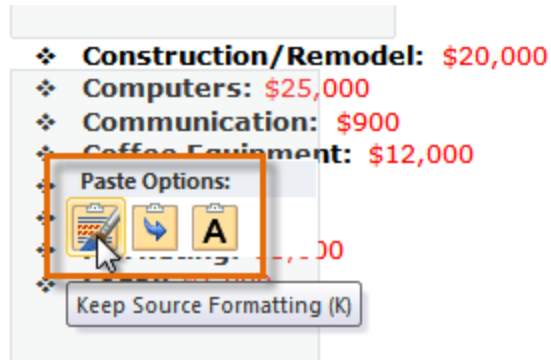 ❖ Construction/Remodel: $20,000
❖ Computers: $25,000
❖ Communication: $900
❖ Coffee Equipment: $12,000
Paste Options:
A
Keep Source Formatting (K)